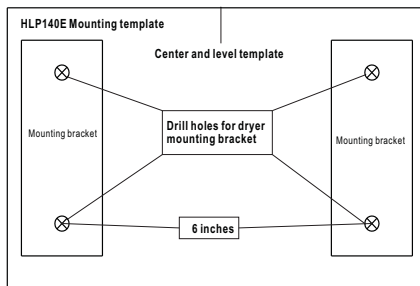 HLP140E Mounting template
Center and level template
Drill holes for dryer
mounting bracket
Mounting bracket
Mounting bracket
6 inches